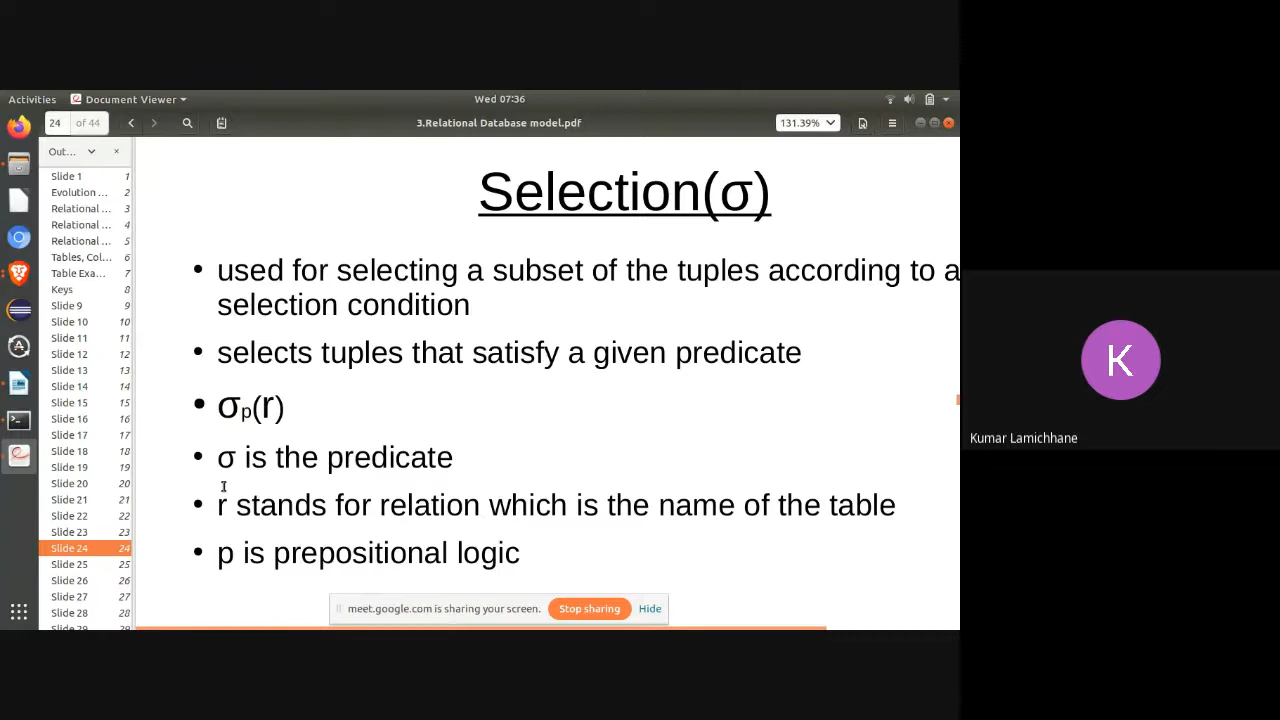 Activities
Document Viewer
Wed 07:36
24 of 44
3.Relational Database model.pdf
131.39%
Out...
Slide 1 1
Evolution ... 2
Relational ... 3
Relational ... 4
Relational ... 5
Tables, Col... 6
Table Exa... 7
Keys 8
Slide 9 9
Slide 10 10
Slide 11 11
Slide 12 12
Slide 13 13
Slide 14 14
Slide 15 15
Slide 16 16
Slide 17 17
Slide 18 18
Slide 19 19
Slide 20 20
Slide 21 21
Slide 22 22
Slide 23 23
Slide 24 24
Slide 25 25
Slide 26 26
Slide 27 27
Slide 28 28
Slide 29 29
Selection(σ)
• used for selecting a subset of the tuples according to a
selection condition
• selects tuples that satisfy a given predicate
• σp(r)
• σ is the predicate
• r stands for relation which is the name of the table
• p is prepositional logic
meet.google.com is sharing your screen.
Stop sharing
Hide
K
Kumar Lamichhane